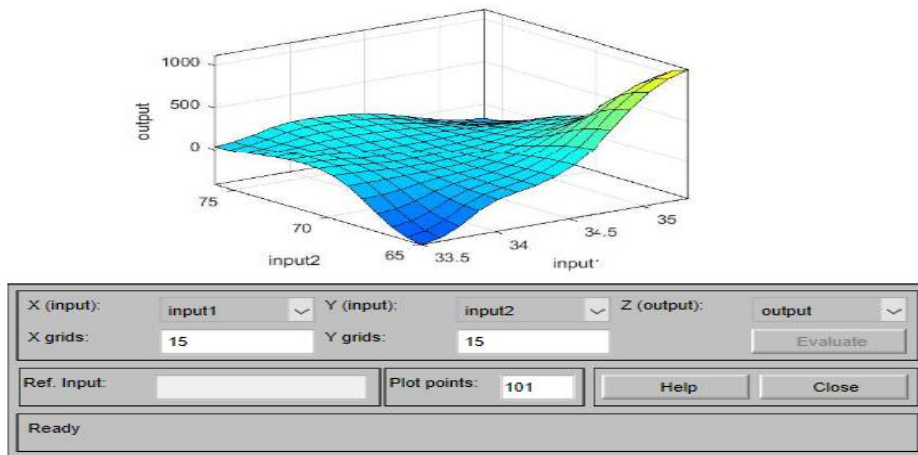 1000
500
0
output
75
70
65
input2
33.5
34
34.5
35
input1
X (input): input1 Y (input): input2 Z (output): output
X grids: 15 Y grids: 15 Evaluate
Ref. Input: Plot points: 101 Help Close
Ready